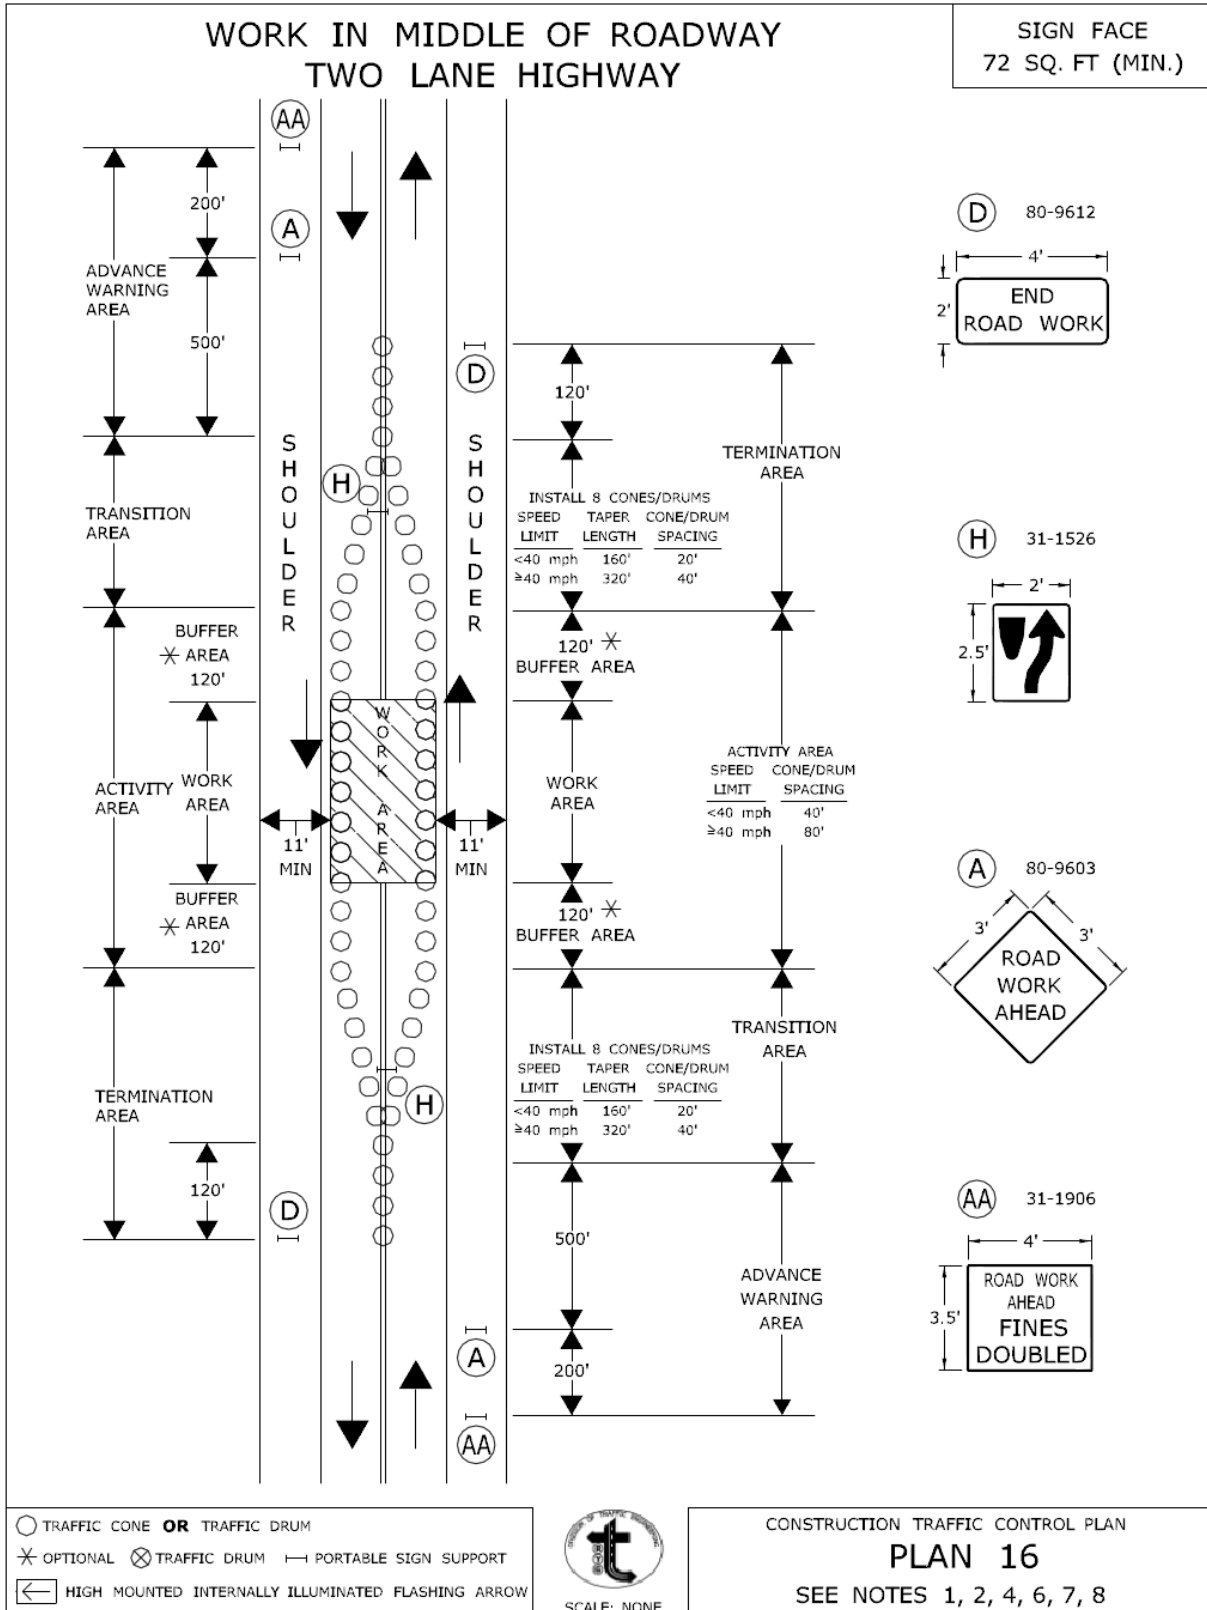 WORK IN MIDDLE OF ROADWAY
TWO LANE HIGHWAY
SIGN FACE
72 SQ. FT (MIN.)
AA
200'
A
ADVANCE
WARNING
AREA
500'
D
120'
TERMINATION
AREA
SHOULDER
SHOULDER
H
TRANSITION
AREA
INSTALL 8 CONES/DRUMS
SPEED TAPER CONE/DRUM
LIMIT LENGTH SPACING
<40 mph 160' 20'
≥40 mph 320' 40'
BUFFER
* AREA
120'
120' *
BUFFER AREA
WORK AREA
ACTIVITY
AREA
WORK
AREA
11'
MIN
11'
MIN
WORK
AREA
ACTIVITY AREA
SPEED CONE/DRUM
LIMIT SPACING
<40 mph 40'
≥40 mph 80'
BUFFER
* AREA
120'
120' *
BUFFER AREA
TRANSITION
AREA
INSTALL 8 CONES/DRUMS
SPEED TAPER CONE/DRUM
LIMIT LENGTH SPACING
<40 mph 160' 20'
≥40 mph 320' 40'
H
TERMINATION
AREA
120'
D
500'
ADVANCE
WARNING
AREA
A
200'
AA
D 80-9612
4'
2'
END
ROAD WORK
H 31-1526
2'
2.5'
A 80-9603
3'
3'
ROAD
WORK
AHEAD
AA 31-1906
4'
3.5'
ROAD WORK
AHEAD
FINES
DOUBLED
TRAFFIC CONE OR TRAFFIC DRUM
* OPTIONAL TRAFFIC DRUM PORTABLE SIGN SUPPORT
HIGH MOUNTED INTERNALLY ILLUMINATED FLASHING ARROW
DIVISION OF TRAFFIC ENGINEERING
SCALE: NONE
CONSTRUCTION TRAFFIC CONTROL PLAN
PLAN 16
SEE NOTES 1, 2, 4, 6, 7, 8